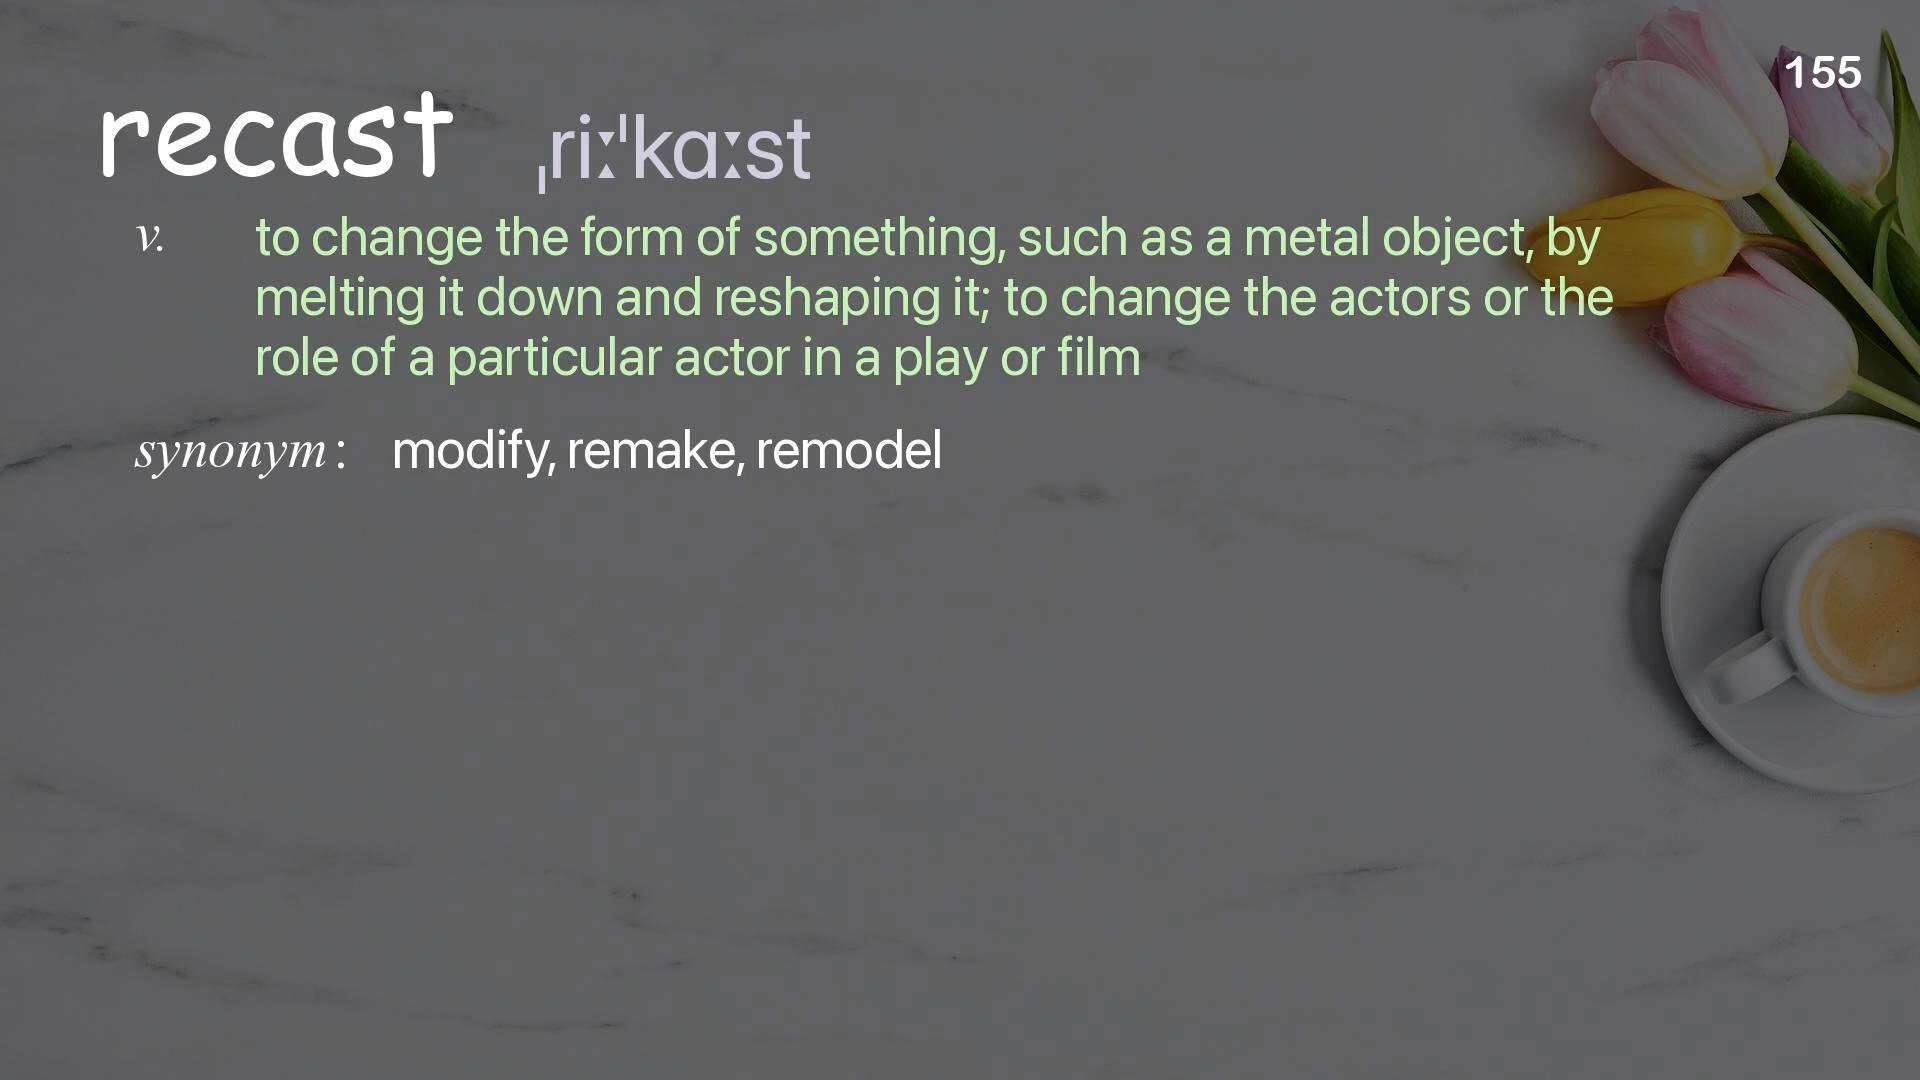 155
recast ˌriːˈkɑːst
v. to change the form of something, such as a metal object, by
melting it down and reshaping it; to change the actors or the
role of a particular actor in a play or film
synonym : modify, remake, remodel